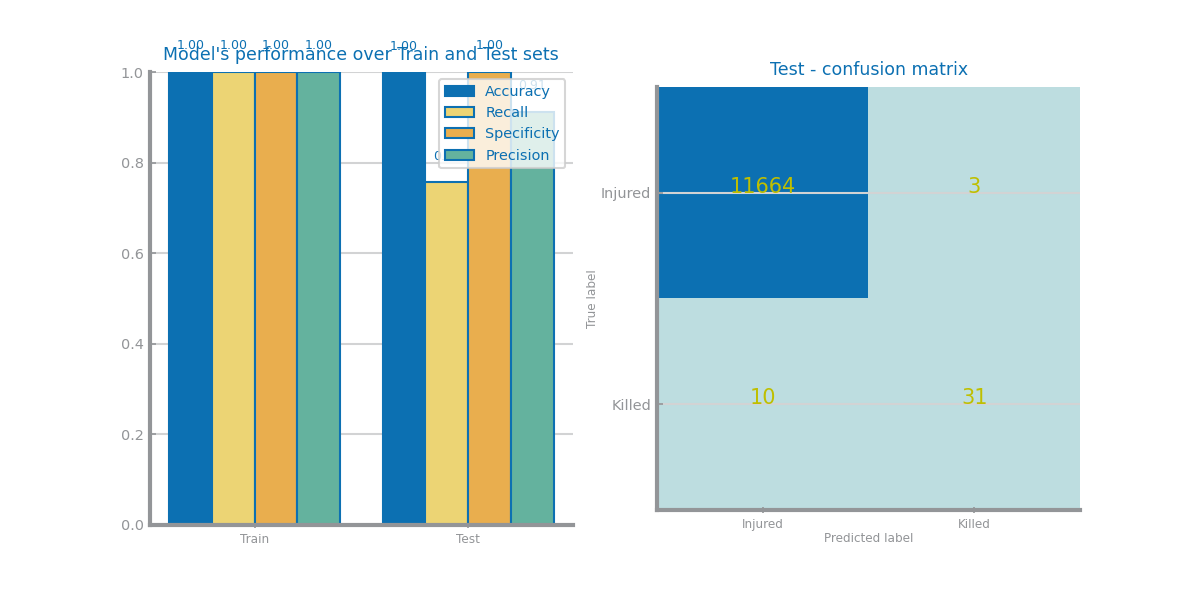 Model's performance over Train and Test sets
1.00 1.00 1.00 1.00 1.00 1.00
0.91
Accuracy
Recall
Specificity
Precision
1.0
0.8
0.6
0.4
0.2
0.0
Train Test
Test - confusion matrix
True label
Injured 11664 3
Killed 10 31
Injured Killed
Predicted label